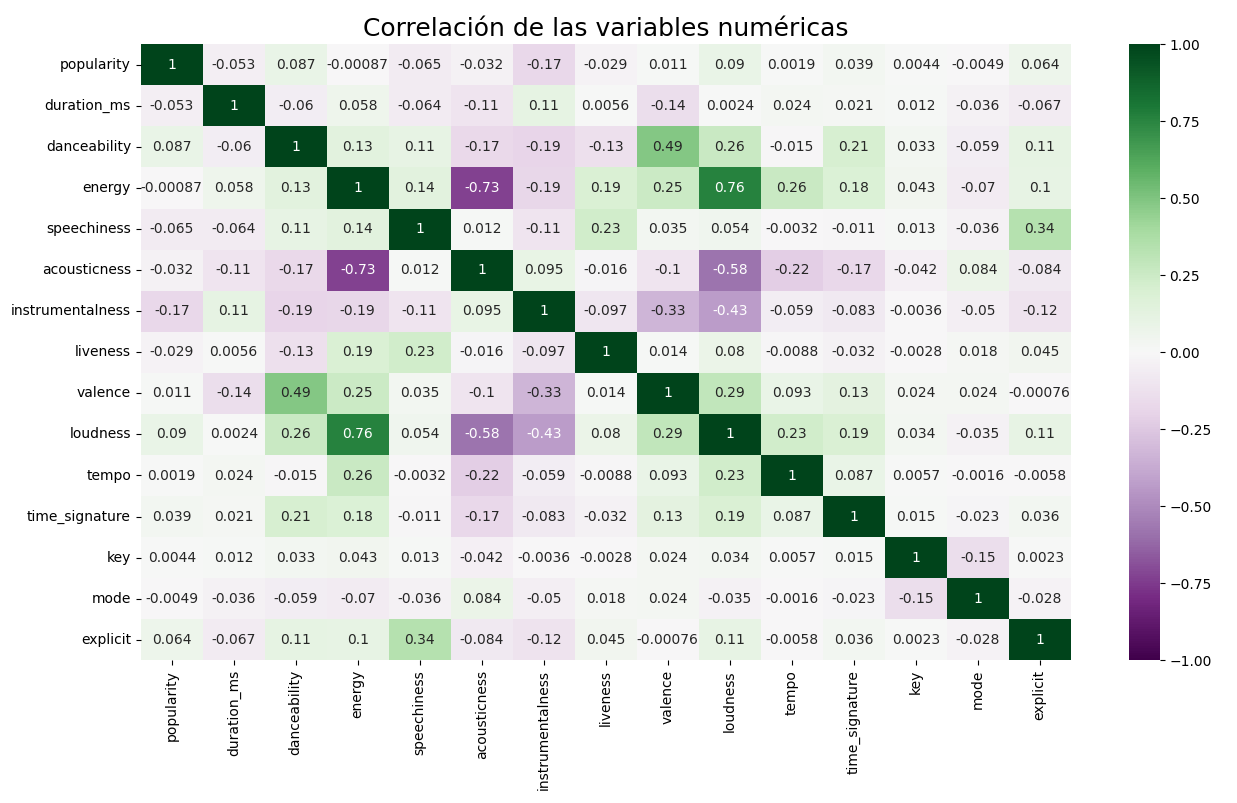 Correlación de las variables numéricas
popularity 1 -0.053 0.087 -0.00087 -0.065 -0.032 -0.17 -0.029 0.011 0.09 0.0019 0.039 0.0044 -0.0049 0.064
duration_ms -0.053 1 -0.06 0.058 -0.064 -0.11 0.11 0.0056 -0.14 0.0024 0.024 0.021 0.012 -0.036 -0.067
danceability 0.087 -0.06 1 0.13 0.11 -0.17 -0.19 -0.13 0.49 0.26 -0.015 0.21 0.033 -0.059 0.11
energy -0.00087 0.058 0.13 1 0.14 -0.73 -0.19 0.19 0.25 0.76 0.26 0.18 0.043 -0.07 0.1
speechiness -0.065 -0.064 0.11 0.14 1 0.012 -0.11 0.23 0.035 0.054 -0.0032 -0.011 0.013 -0.036 0.34
acousticness -0.032 -0.11 -0.17 -0.73 0.012 1 0.095 -0.016 -0.1 -0.58 -0.22 -0.17 -0.042 0.084 -0.084
instrumentalness -0.17 0.11 -0.19 -0.19 -0.11 0.095 1 -0.097 -0.33 -0.43 -0.059 -0.083 -0.0036 -0.05 -0.12
liveness -0.029 0.0056 -0.13 0.19 0.23 -0.016 -0.097 1 0.014 0.08 -0.0088 -0.032 -0.0028 0.018 0.045
valence 0.011 -0.14 0.49 0.25 0.035 -0.1 -0.33 0.014 1 0.29 0.093 0.13 0.024 0.024 -0.00076
loudness 0.09 0.0024 0.26 0.76 0.054 -0.58 -0.43 0.08 0.29 1 0.23 0.19 0.034 -0.035 0.11
tempo 0.0019 0.024 -0.015 0.26 -0.0032 -0.22 -0.059 -0.0088 0.093 0.23 1 0.087 0.0057 -0.0016 -0.0058
time_signature 0.039 0.021 0.21 0.18 -0.011 -0.17 -0.083 -0.032 0.13 0.19 0.087 1 0.015 -0.023 0.036
key 0.0044 0.012 0.033 0.043 0.013 -0.042 -0.0036 -0.0028 0.024 0.034 0.0057 0.015 1 -0.15 0.0023
mode -0.0049 -0.036 -0.059 -0.07 -0.036 0.084 -0.05 0.018 0.024 -0.035 -0.0016 -0.023 -0.15 1 -0.028
explicit 0.064 -0.067 0.11 0.1 0.34 -0.084 -0.12 0.045 -0.00076 0.11 -0.0058 0.036 0.0023 -0.028 1
popularity
duration_ms
danceability
energy
speechiness
acousticness
instrumentalness
liveness
valence
loudness
tempo
time_signature
key
mode
explicit
1.00
0.75
0.50
0.25
0.00
−0.25
−0.50
−0.75
−1.00